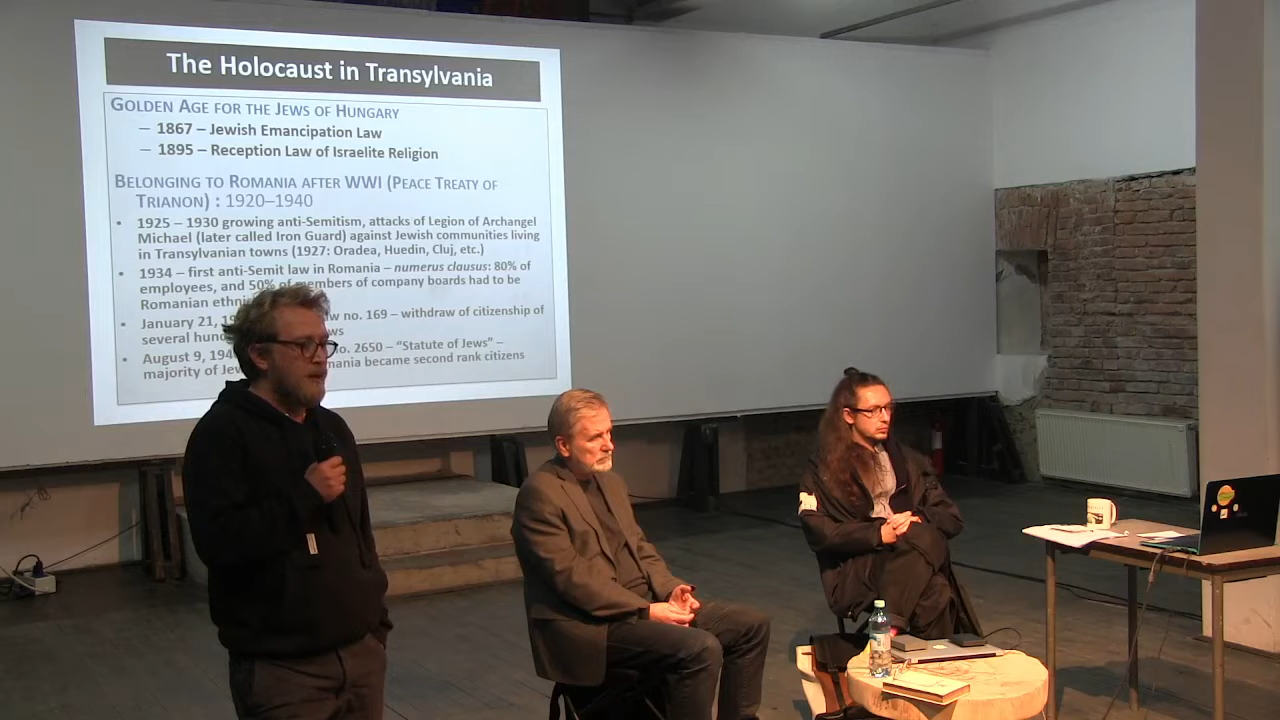 The Holocaust in Transylvania
GOLDEN AGE FOR THE JEWS OF HUNGARY
– 1867 – Jewish Emancipation Law
– 1895 – Reception Law of Israelite Religion
BELONGING TO ROMANIA AFTER WWI (PEACE TREATY OF
TRIANON) : 1920–1940
• 1925 – 1930 growing anti-Semitism, attacks of Legion of Archangel
Michael (later called Iron Guard) against Jewish communities living
in Transylvanian towns (1927: Oradea, Huedin, Cluj, etc.)
• 1934 – first anti-Semit law in Romania – numerus clausus: 80% of
employees, and 50% of members of company boards had to be
Romanian ethni
• January 21, no. 169 – withdraw of citizenship of
several
• August 9, no. 2650 – “Statute of Jews” –
majority of became second rank citizens